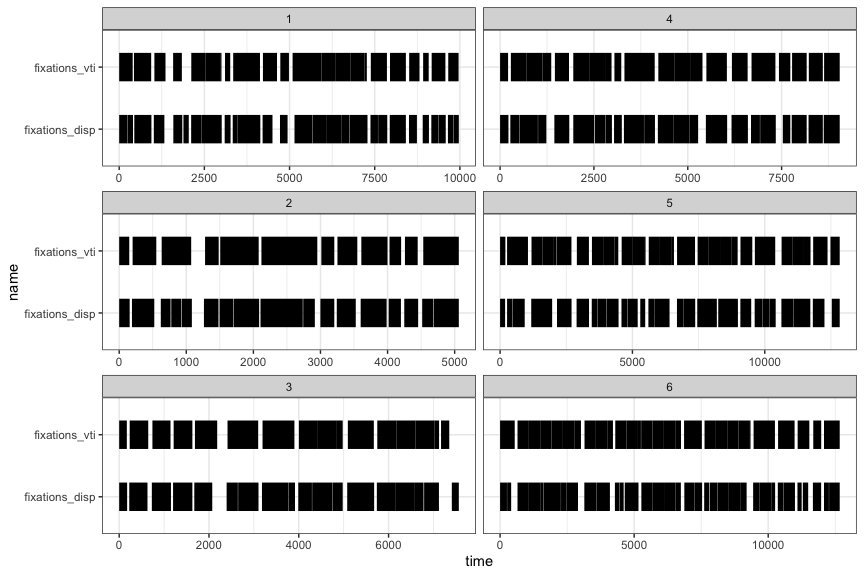 1
4
fixations_vti
fixations_disp
0 2500 5000 7500 10000
0 2500 5000 7500
2
5
fixations_vti
fixations_disp
0 1000 2000 3000 4000 5000
0 5000 10000
3
6
fixations_vti
fixations_disp
0 2000 4000 6000
0 5000 10000
name
time